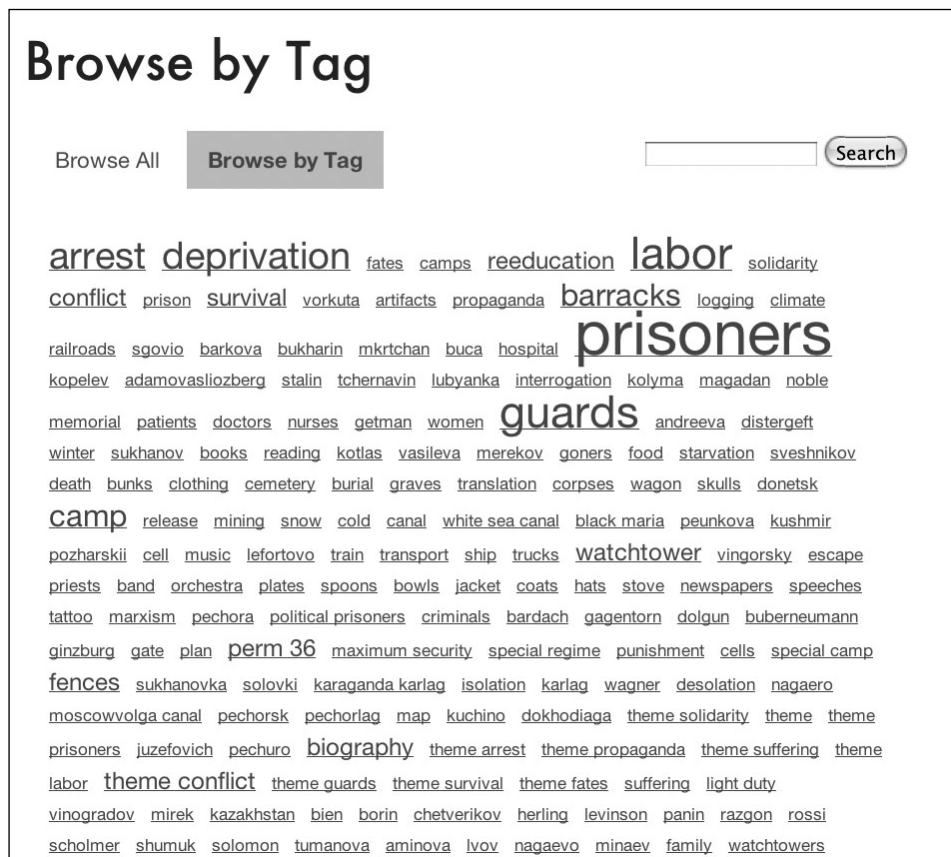 Browse by Tag
Browse All Browse by Tag Search
arrest deprivation fates camps reeducation labor solidarity
conflict prison survival vorkuta artifacts propaganda barracks logging climate
railroads sgovio barkova bukharin mkrtchan buca hospital prisoners
kopelev adamovasliozberg stalin tchernavin lubyanka interrogation kolyma magadan noble
memorial patients doctors nurses getman women guards andreeva distergeft
winter sukhanov books reading kotlas vasileva merekov goners food starvation sveshnikov
death bunks clothing cemetery burial graves translation corpses wagon skulls donetsk
camp release mining snow cold canal white sea canal black maria peunkova kushmir
pozharskii cell music lefortovo train transport ship trucks watchtower vingorsky escape
priests band orchestra plates spoons bowls jacket coats hats stove newspapers speeches
tattoo marxism pechora political prisoners criminals bardach gagentorn dolgun buberneumann
ginzburg gate plan perm 36 maximum security special regime punishment cells special camp
fences sukhanovka solovki karaganda karlag isolation karlag wagner desolation nagaero
moscowvolga canal pechorsk pechorlag map kuchino dokhodiaga theme solidarity theme theme
prisoners juzefovich pechuro biography theme arrest theme propaganda theme suffering theme
labor theme conflict theme guards theme survival theme fates suffering light duty
vinogradov mirek kazakhstan bien borin chetverikov herling levinson panin razgon rossi
scholmer shumuk solomon tumanova aminova lvov nagaevo minaev family watchtowers